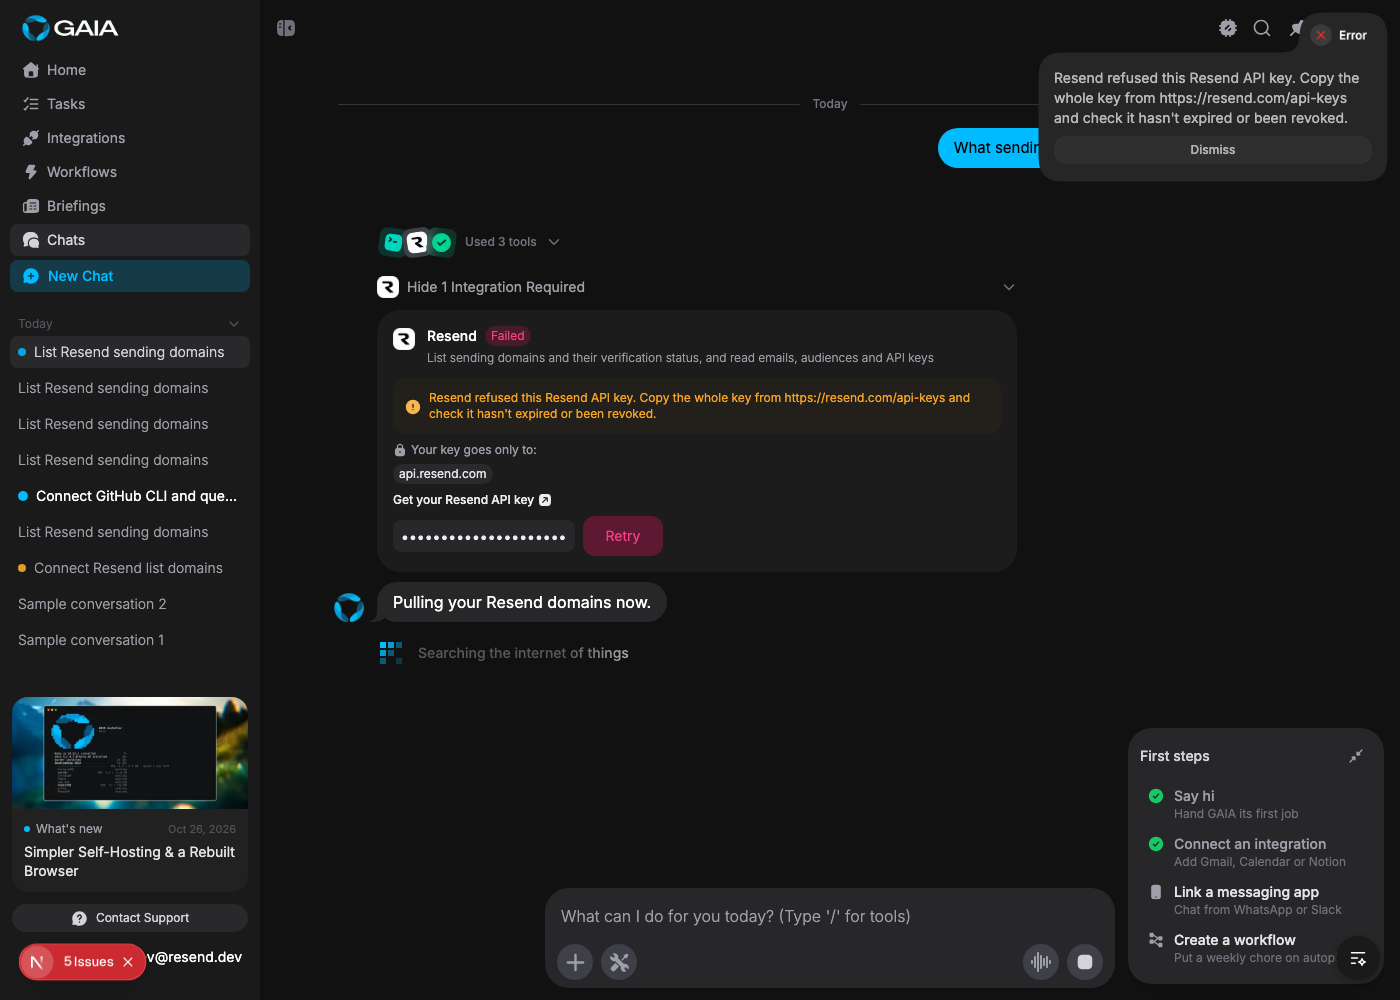 GAIA
Home
Tasks
Integrations
Workflows
Briefings
Chats
New Chat
Today
List Resend sending domains
List Resend sending domains
List Resend sending domains
List Resend sending domains
Connect GitHub CLI and que...
List Resend sending domains
Connect Resend list domains
Sample conversation 2
Sample conversation 1
What's new
Oct 26, 2026
Simpler Self-Hosting & a Rebuilt
Browser
Contact Support
N
5 Issues
v@resend.dev
Today
What sendin
Error
Resend refused this Resend API key. Copy the
whole key from https://resend.com/api-keys
and check it hasn't expired or been revoked.
Dismiss
Used 3 tools
Hide 1 Integration Required
Resend
Failed
List sending domains and their verification status, and read emails, audiences and API keys
Resend refused this Resend API key. Copy the whole key from https://resend.com/api-keys and
check it hasn't expired or been revoked.
Your key goes only to:
api.resend.com
Get your Resend API key
Retry
Pulling your Resend domains now.
Searching the internet of things
What can I do for you today? (Type '/' for tools)
First steps
Say hi
Hand GAIA its first job
Connect an integration
Add Gmail, Calendar or Notion
Link a messaging app
Chat from WhatsApp or Slack
Create a workflow
Put a weekly chore on autop